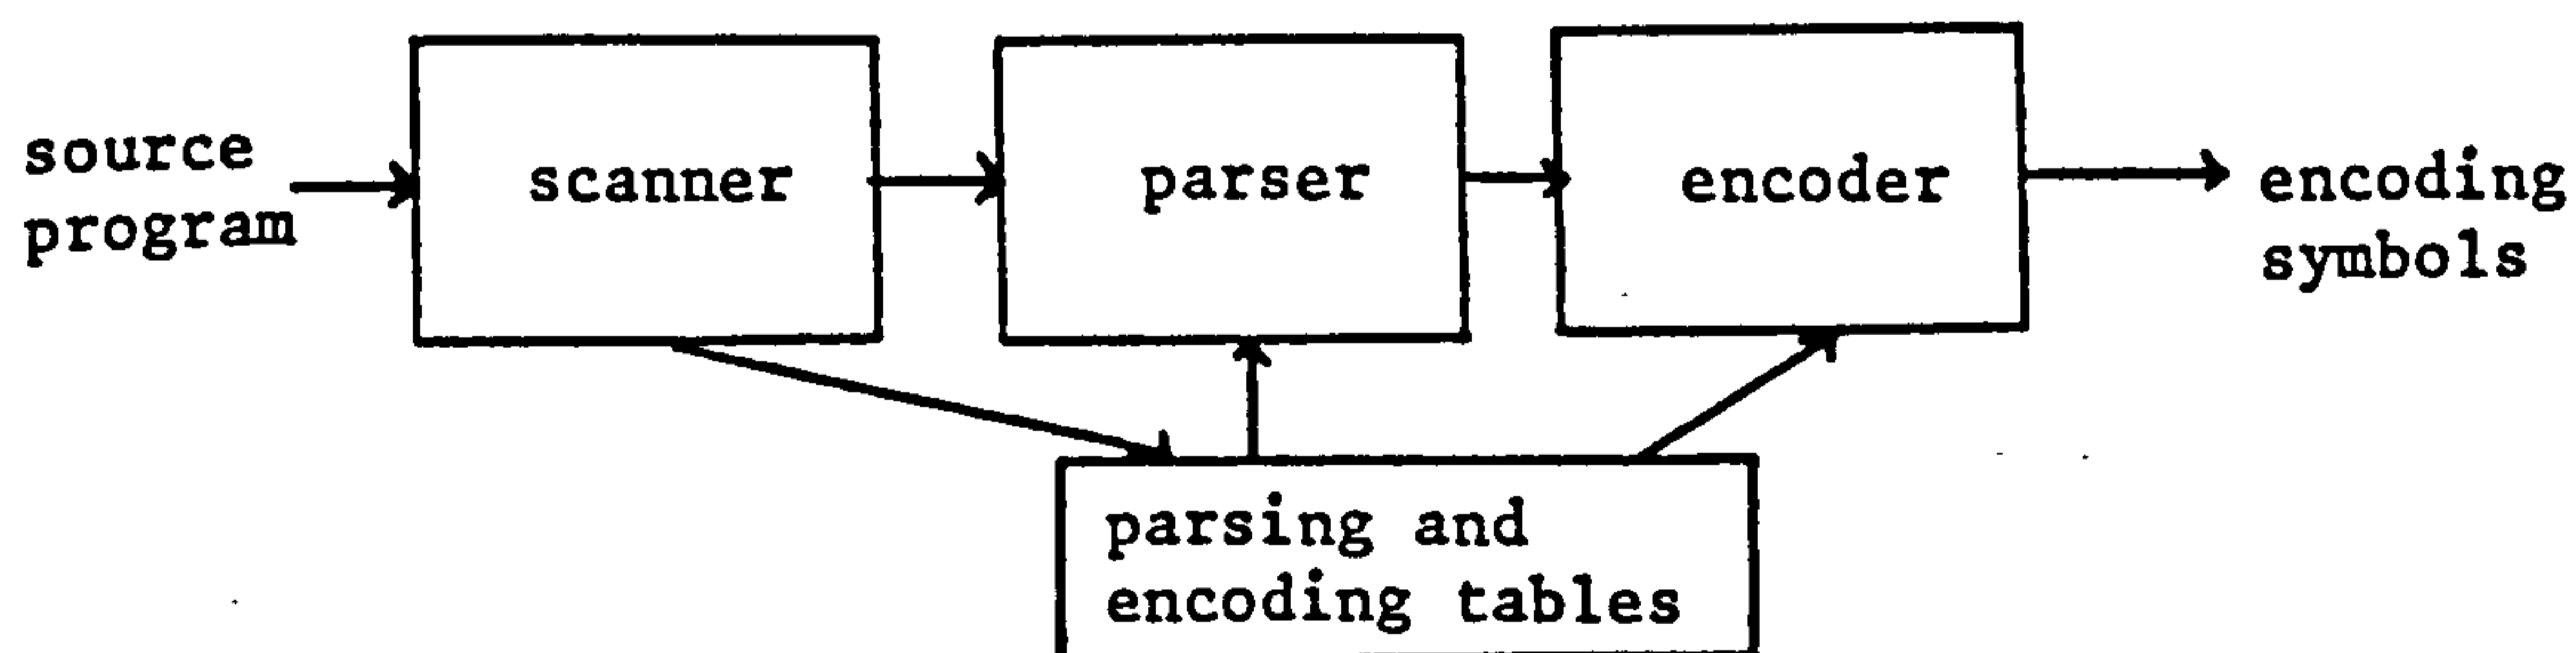 source
program
scanner
parser
encoder
encoding
symbols
parsing and
encoding tables